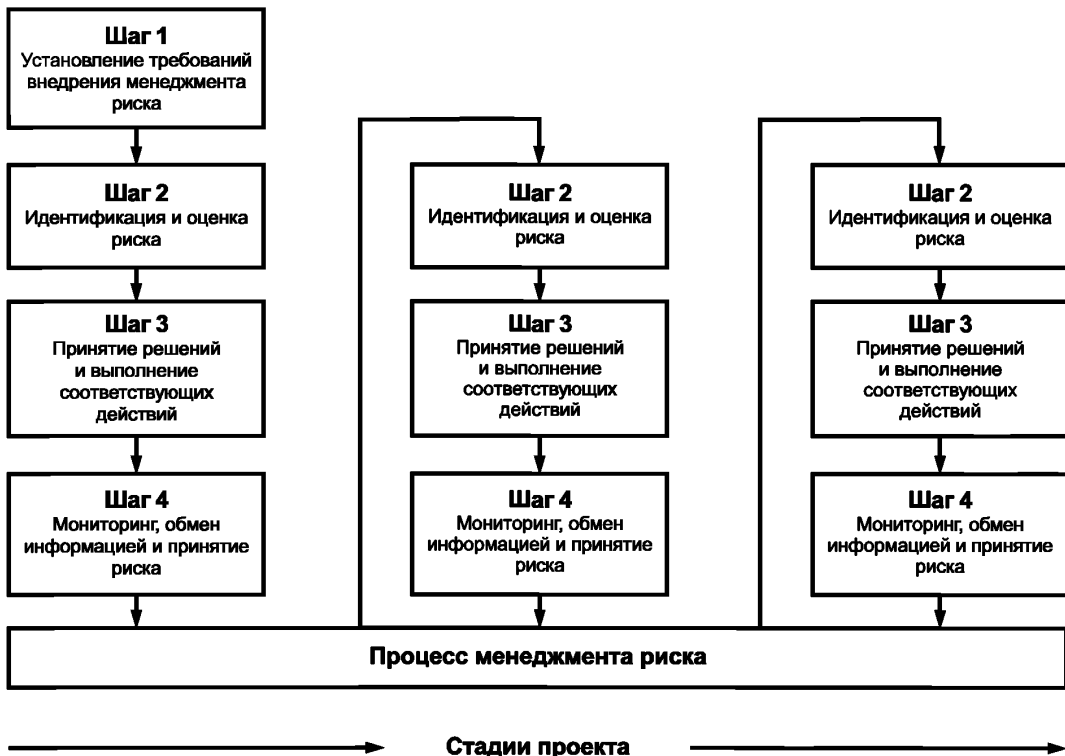 Шаг 1
Установление требований
внедрения менеджмента
риска
Шаг 2
Идентификация и оценка
риска
Шаг 3
Принятие решений
и выполнение
соответствующих
действий
Шаг 4
Мониторинг, обмен
информацией и принятие
риска
Шаг 2
Идентификация и оценка
риска
Шаг 3
Принятие решений
и выполнение
соответствующих
действий
Шаг 4
Мониторинг, обмен
информацией и принятие
риска
Шаг 2
Идентификация и оценка
риска
Шаг 3
Принятие решений
и выполнение
соответствующих
действий
Шаг 4
Мониторинг, обмен
информацией и принятие
риска
Процесс менеджмента риска
Стадии проекта